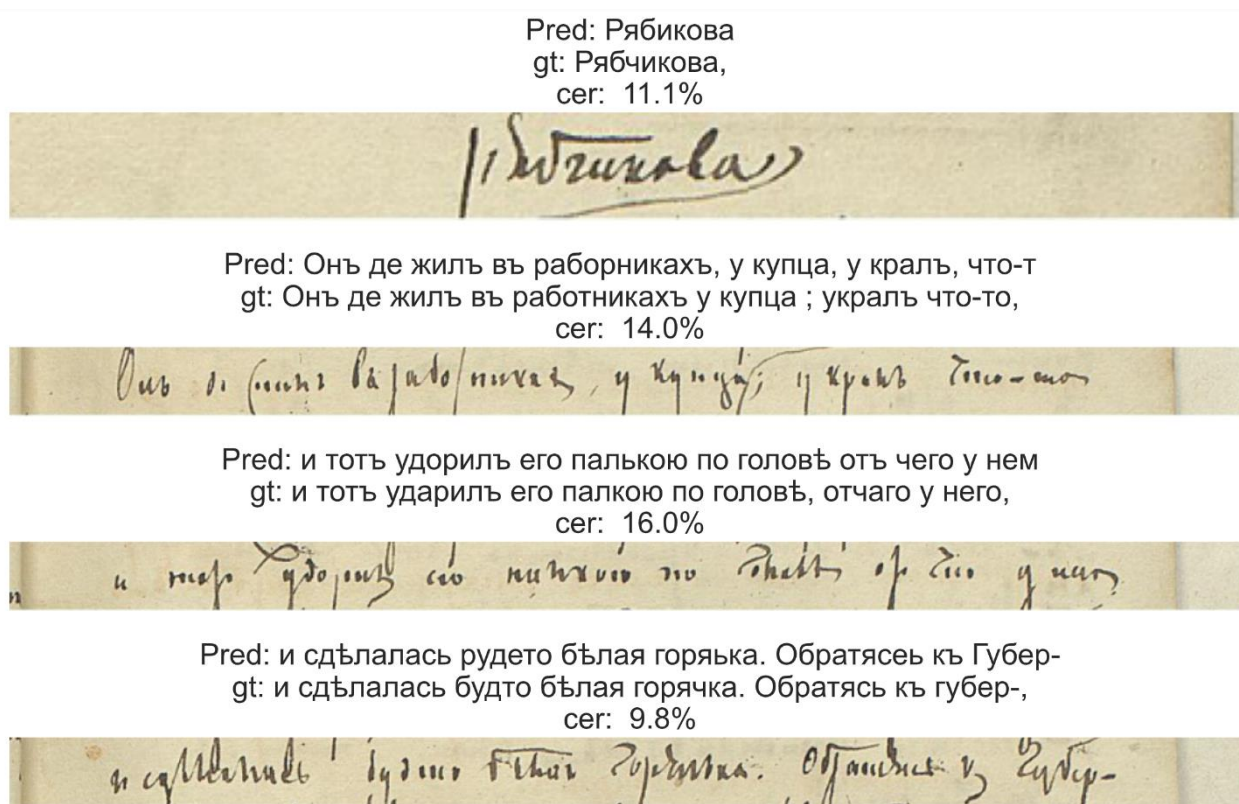 Pred: Рябикова
gt: Рябчикова,
cer: 11.1%
Рябчикова
Pred: Онъ де жилъ въ раборникахъ, у купца, у кралъ, что-т
gt: Онъ де жилъ въ работникахъ у купца ; укралъ что-то,
cer: 14.0%
Онъ де жилъ въ работникахъ, у купца; укралъ что-то
Pred: и тотъ удорилъ его палькою по головѣ отъ чего у нем
gt: и тотъ ударилъ его палкою по головѣ, отчаго у него,
cer: 16.0%
и тотъ ударилъ его палкою по головѣ отъ чего у него
Pred: и сдѣлалась рудето бѣлая горяька. Обратясеь къ Губер-
gt: и сдѣлалась будто бѣлая горячка. Обратясь къ губер-,
cer: 9.8%
и сдѣлалась будто бѣлая горячка. Обратясь къ Губер-